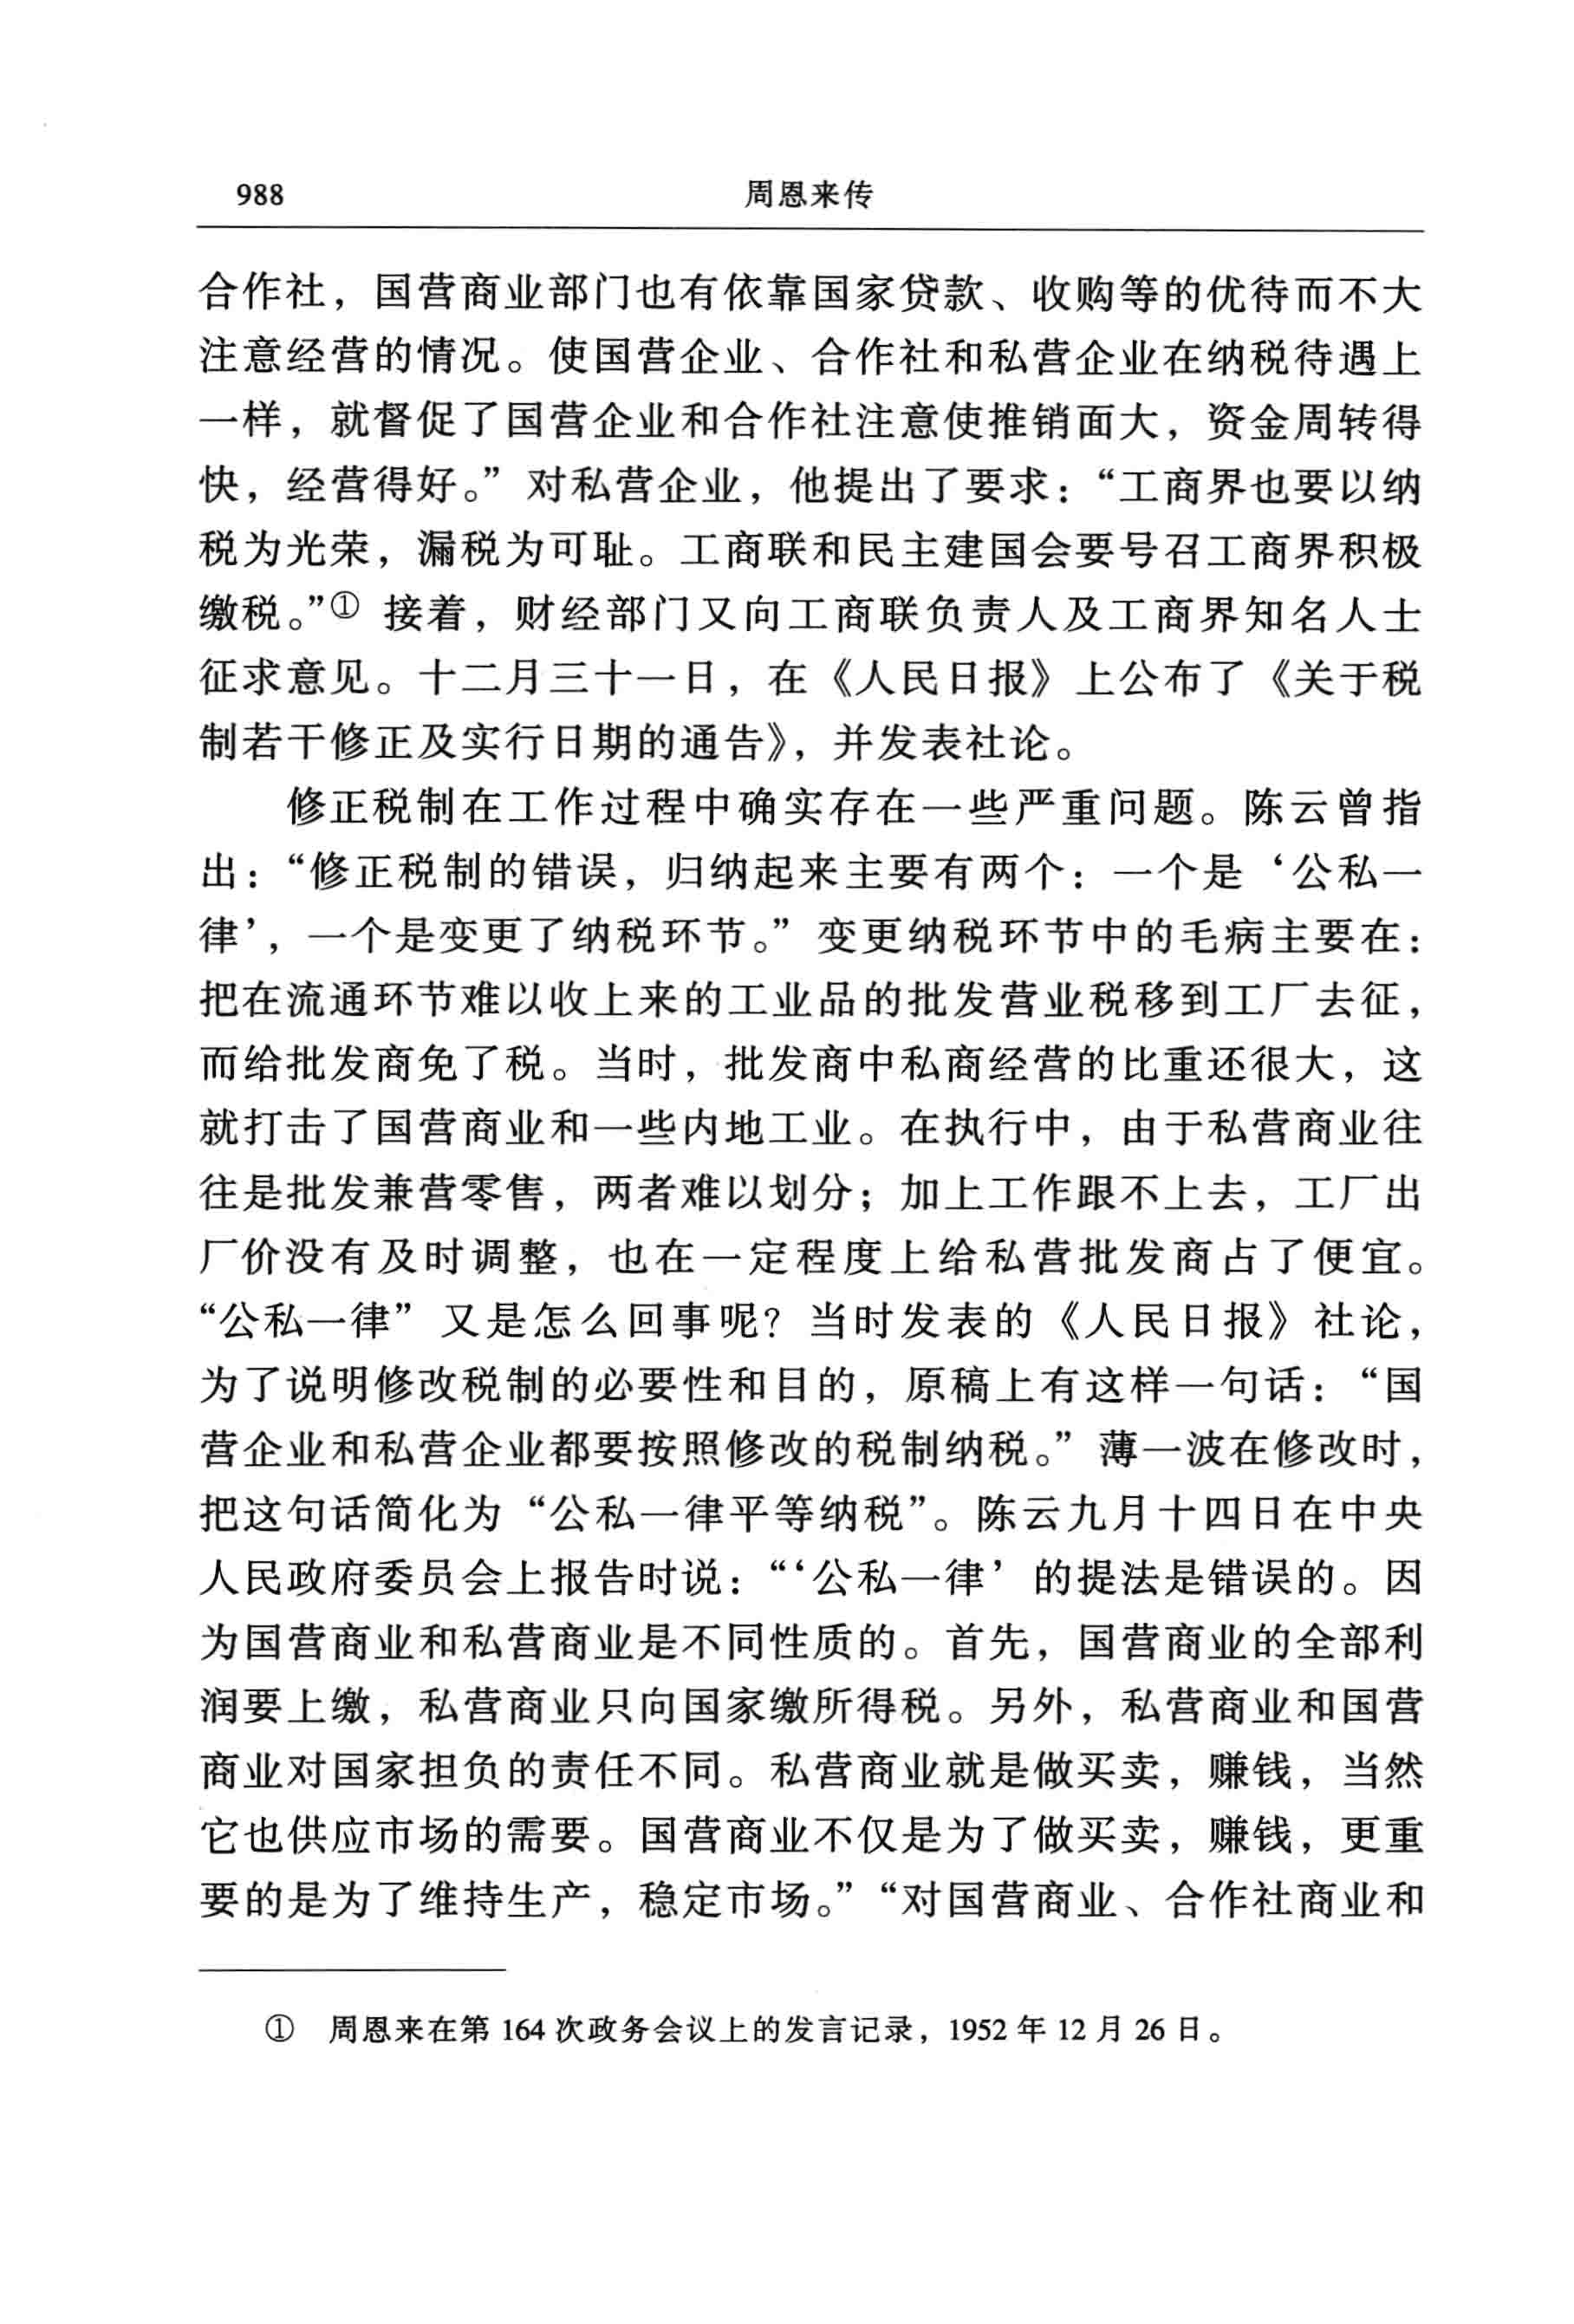 988 周恩来传
合作社，国营商业部门也有依靠国家贷款、收购等的优待而不大
注意经营的情况。使国营企业、合作社和私营企业在纳税待遇上
一样，就督促了国营企业和合作社注意使推销面大，资金周转得
快，经营得好。”对私营企业，他提出了要求：“工商界也要以纳
税为光荣，漏税为可耻。工商联和民主建国会要号召工商界积极
缴税。”① 接着，财经部门又向工商联负责人及工商界知名人士
征求意见。十二月三十一日，在《人民日报》上公布了《关于税
制若干修正及实行日期的通告》，并发表社论。
修正税制在工作过程中确实存在一些严重问题。陈云曾指
出：“修正税制的错误，归纳起来主要有两个：一个是‘公私一
律’，一个是变更了纳税环节。”变更纳税环节中的毛病主要在：
把在流通环节难以收上来的工业品的批发营业税移到工厂去征，
而给批发商免了税。当时，批发商中私商经营的比重还很大，这
就打击了国营商业和一些内地工业。在执行中，由于私营商业往
往是批发兼营零售，两者难以划分；加上工作跟不上去，工厂出
厂价没有及时调整，也在一定程度上给私营批发商占了便宜。
“公私一律”又是怎么回事呢？当时发表的《人民日报》社论，
为了说明修改税制的必要性和目的，原稿上有这样一句话：“国
营企业和私营企业都要按照修改的税制纳税。”薄一波在修改时，
把这句话简化为“公私一律平等纳税”。陈云九月十四日在中央
人民政府委员会上报告时说：“‘公私一律’的提法是错误的。因
为国营商业和私营商业是不同性质的。首先，国营商业的全部利
润要上缴，私营商业只向国家缴所得税。另外，私营商业和国营
商业对国家担负的责任不同。私营商业就是做买卖，赚钱，当然
它也供应市场的需要。国营商业不仅是为了做买卖，赚钱，更重
要的是为了维持生产，稳定市场。”“对国营商业、合作社商业和
① 周恩来在第 164 次政务会议上的发言记录，1952 年 12 月 26 日。